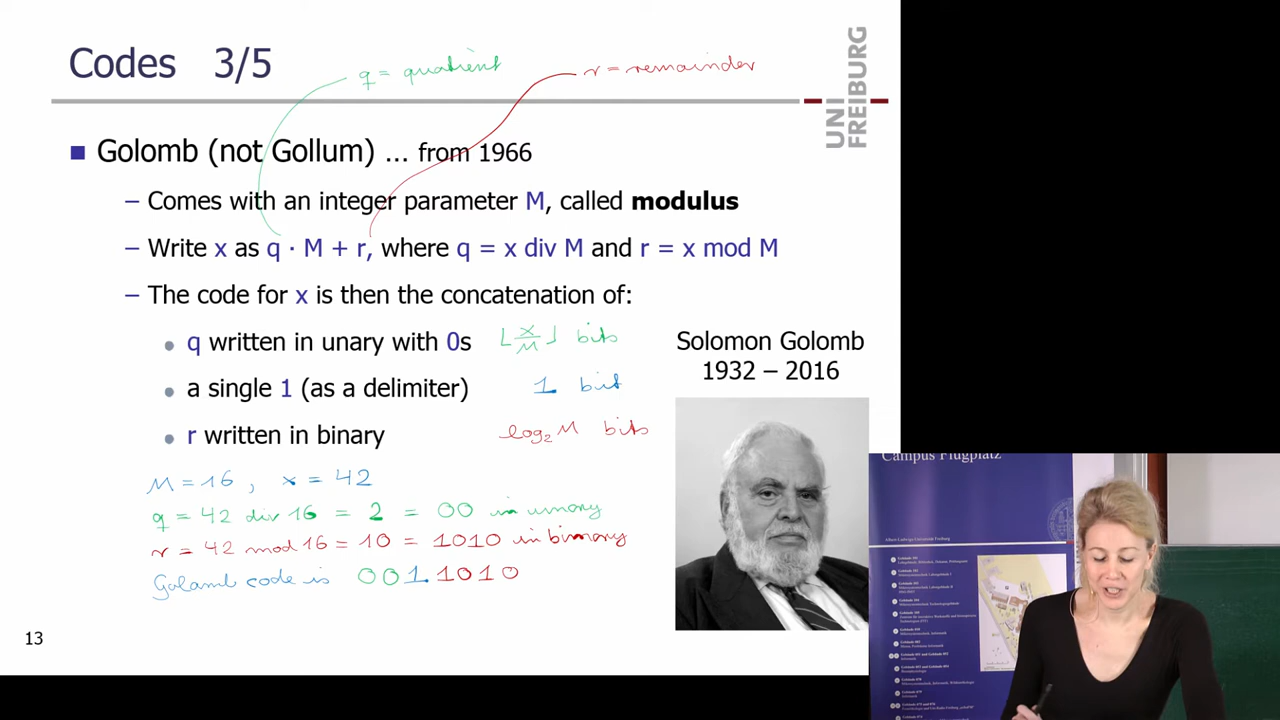 Codes 3/5
q = quotient
r = remainder
UNI
FREIBURG
Golomb (not Gollum) ... from 1966
– Comes with an integer parameter M, called modulus
– Write x as q · M + r, where q = x div M and r = x mod M
– The code for x is then the concatenation of:
• q written in unary with 0s ⌊x/M⌋ bits
• a single 1 (as a delimiter) 1 bit
• r written in binary log₂ M bits
Solomon Golomb
1932 – 2016
M = 16, x = 42
q = 42 div 16 = 2 = 00 in unary
r = 42 mod 16 = 10 = 1010 in binary
Golomb code is 0011010
13
Campus Flugplatz